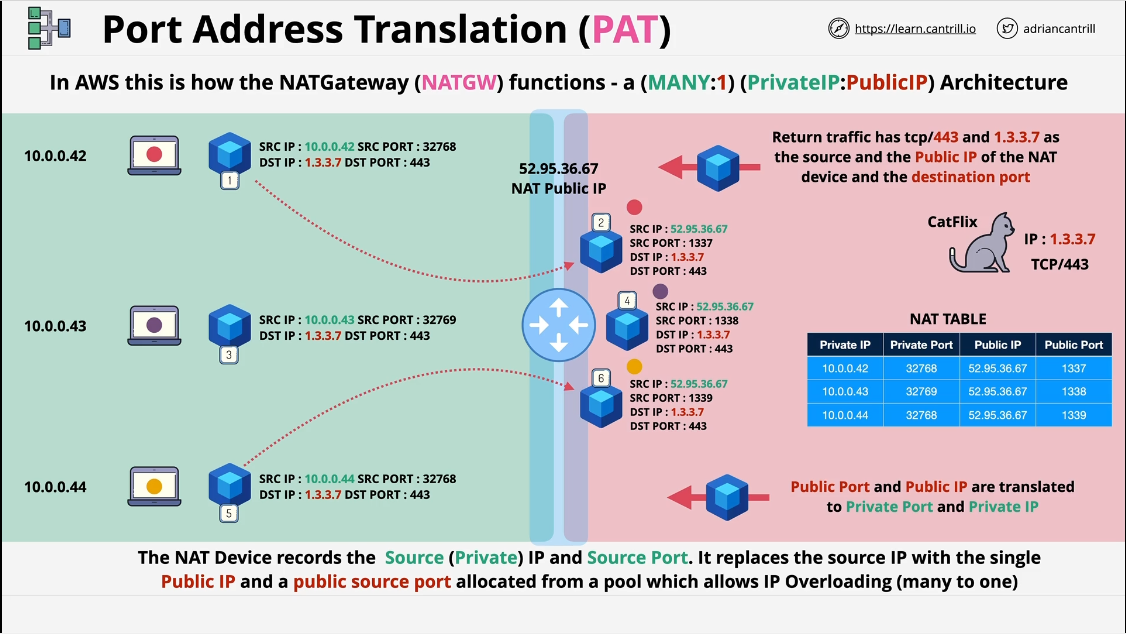 Port Address Translation (PAT)
https://learn.cantrill.io
adriancantrill
In AWS this is how the NATGateway (NATGW) functions - a (MANY:1) (PrivateIP:PublicIP) Architecture
10.0.0.42
SRC IP : 10.0.0.42 SRC PORT : 32768
DST IP : 1.3.3.7 DST PORT : 443
1
52.95.36.67
NAT Public IP
Return traffic has tcp/443 and 1.3.3.7 as
the source and the Public IP of the NAT
device and the destination port
2
SRC IP : 52.95.36.67
SRC PORT : 1337
DST IP : 1.3.3.7
DST PORT : 443
CatFlix
IP : 1.3.3.7
TCP/443
10.0.0.43
SRC IP : 10.0.0.43 SRC PORT : 32769
DST IP : 1.3.3.7 DST PORT : 443
3
4
SRC IP : 52.95.36.67
SRC PORT : 1338
DST IP : 1.3.3.7
DST PORT : 443
NAT TABLE
Private IP Private Port Public IP Public Port
10.0.0.42 32768 52.95.36.67 1337
10.0.0.43 32769 52.95.36.67 1338
10.0.0.44 32768 52.95.36.67 1339
6
SRC IP : 52.95.36.67
SRC PORT : 1339
DST IP : 1.3.3.7
DST PORT : 443
10.0.0.44
SRC IP : 10.0.0.44 SRC PORT : 32768
DST IP : 1.3.3.7 DST PORT : 443
5
Public Port and Public IP are translated
to Private Port and Private IP
The NAT Device records the Source (Private) IP and Source Port. It replaces the source IP with the single
Public IP and a public source port allocated from a pool which allows IP Overloading (many to one)